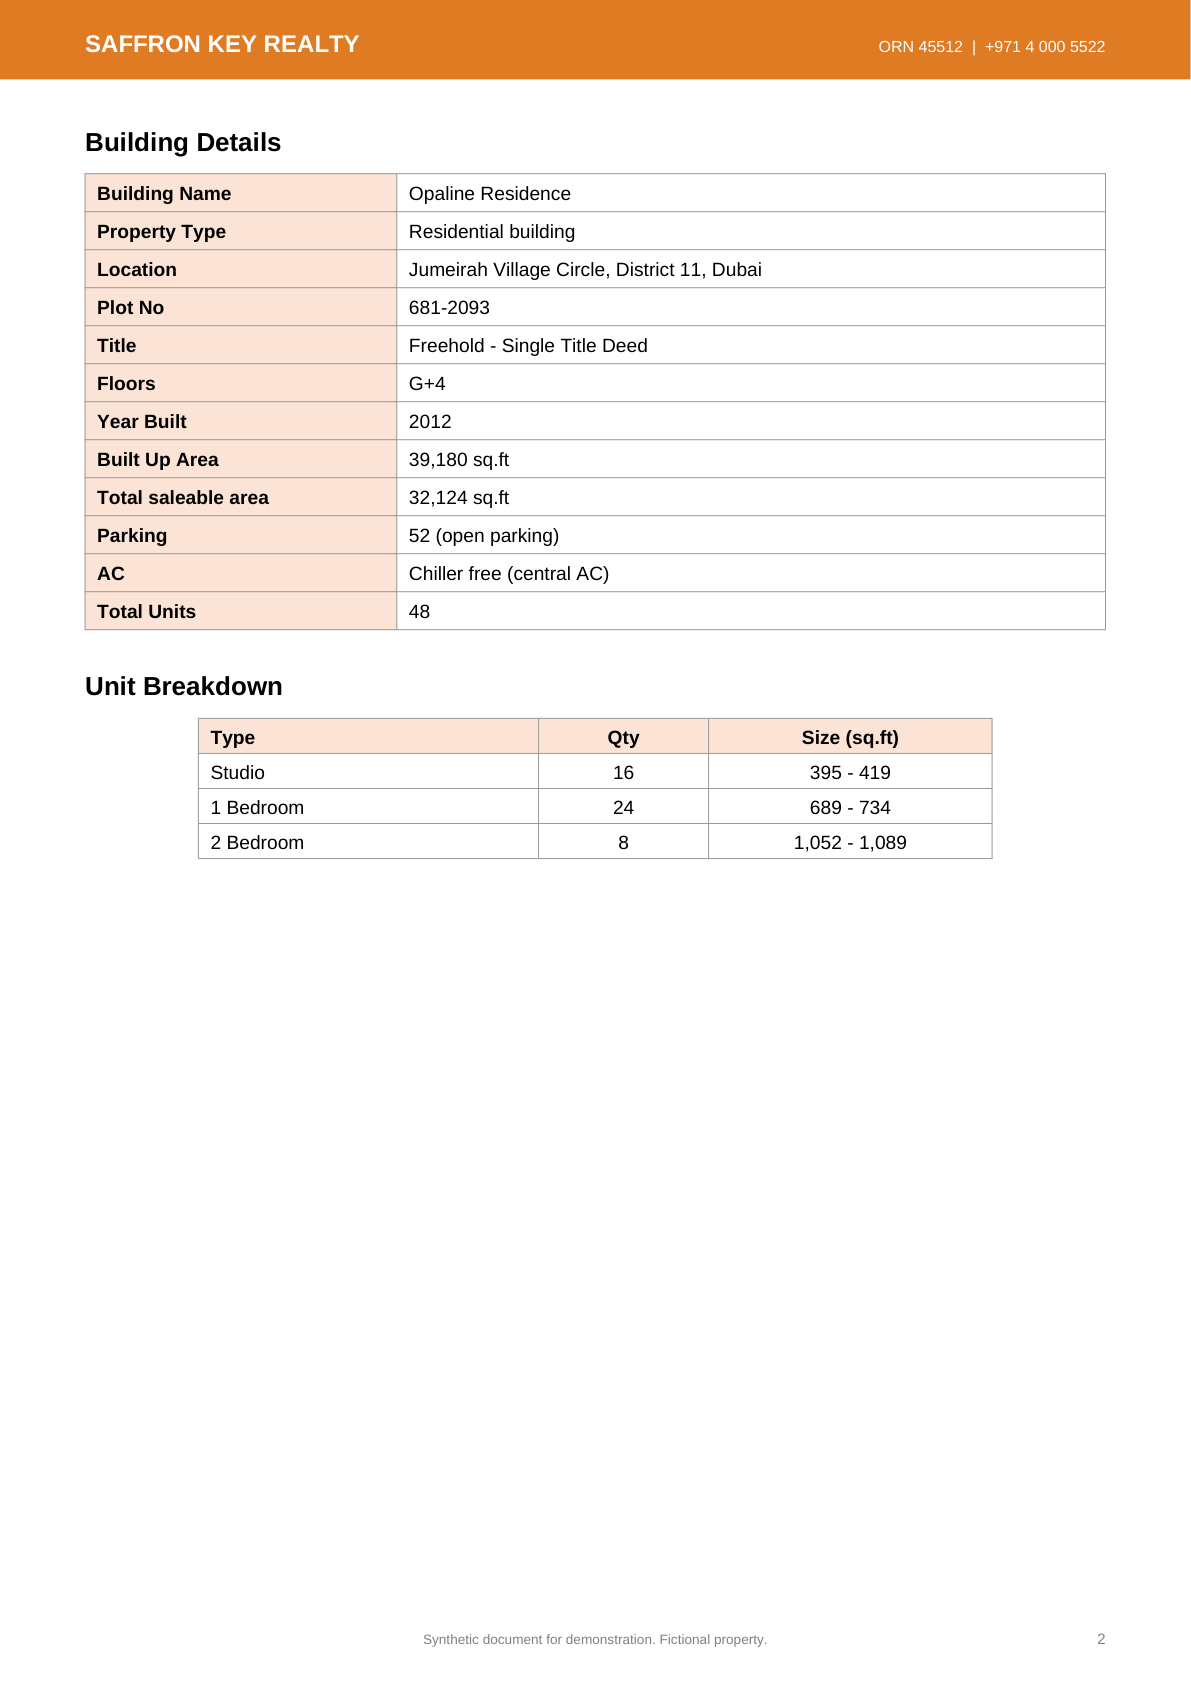 SAFFRON KEY REALTY
ORN 45512 | +971 4 000 5522
Building Details
Building Name Opaline Residence
Property Type Residential building
Location Jumeirah Village Circle, District 11, Dubai
Plot No 681-2093
Title Freehold - Single Title Deed
Floors G+4
Year Built 2012
Built Up Area 39,180 sq.ft
Total saleable area 32,124 sq.ft
Parking 52 (open parking)
AC Chiller free (central AC)
Total Units 48
Unit Breakdown
Type Qty Size (sq.ft)
Studio 16 395 - 419
1 Bedroom 24 689 - 734
2 Bedroom 8 1,052 - 1,089
Synthetic document for demonstration. Fictional property.
2